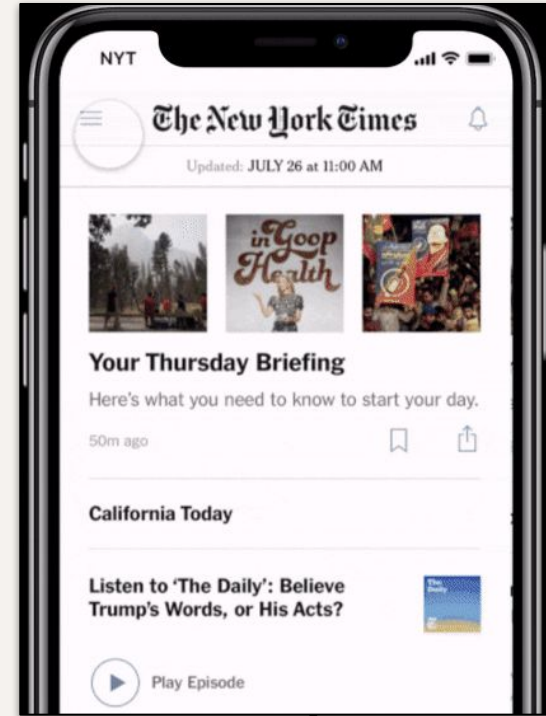 NYT
The New York Times
Updated: JULY 26 at 11:00 AM
in Goop
Health
Your Thursday Briefing
Here's what you need to know to start your day.
50m ago
California Today
Listen to ‘The Daily’: Believe
Trump's Words, or His Acts?
The
Daily
Play Episode